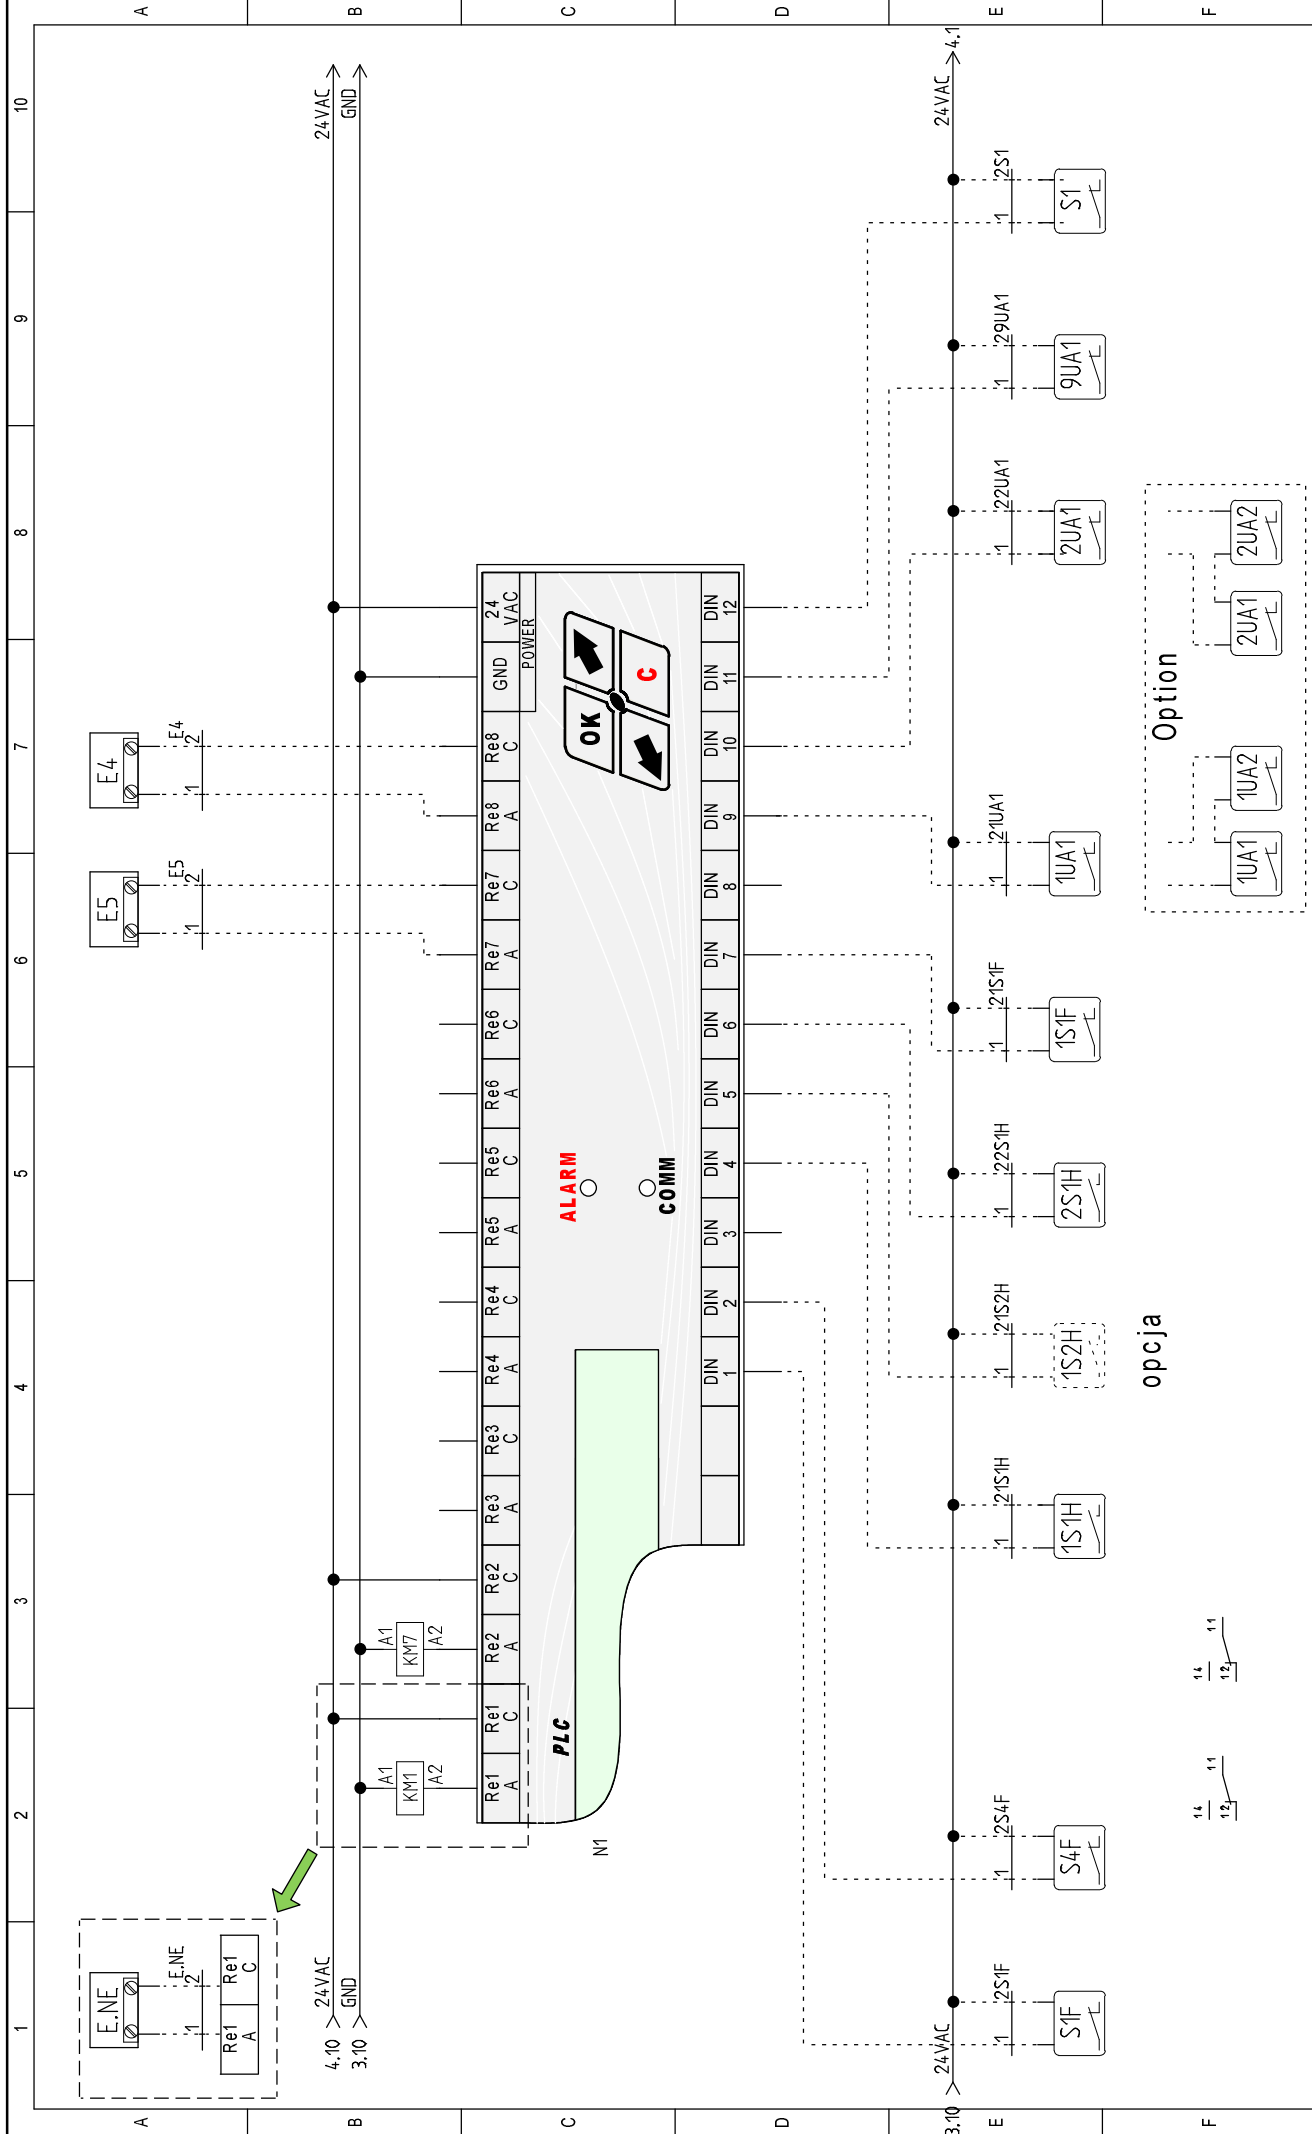 1 2 3 4 5 6 7 8 9 10
A
E.NE
1 2 E.NE
Re1 A
Re1 C
E5
1 2 E5
E4
1 2 E4
B
4.10 24VAC
24VAC
3.10 GND
GND
A1 KM1 A2
A1 KM7 A2
C
Re1 A
Re1 C
Re2 A
Re2 C
Re3 A
Re3 C
Re4 A
Re4 C
Re5 A
Re5 C
Re6 A
Re6 C
Re7 A
Re7 C
Re8 A
Re8 C
GND
24 VAC
POWER
PLC
ALARM
COMM
OK
C
N1
DIN 1
DIN 2
DIN 3
DIN 4
DIN 5
DIN 6
DIN 7
DIN 8
DIN 9
DIN 10
DIN 11
DIN 12
D
3.10 24VAC
24VAC 4.1
E
1 2S1F
S1F
1 2S4F
S4F
1 21S1H
1S1H
1 21S2H
1S2H
opcja
1 22S1H
2S1H
1 21S1F
1S1F
1 21UA1
1UA1
1 22UA1
2UA1
1 29UA1
9UA1
1 2S1
S1
F
14
12
11
14
12
11
Option
1UA1
1UA2
2UA1
2UA2
A
B
C
D
E
F